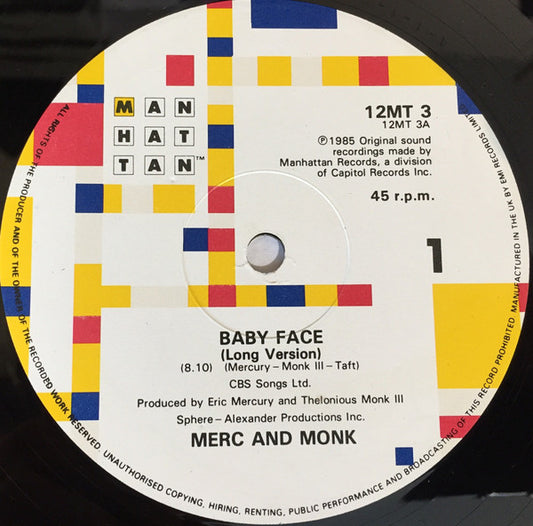 MAN
HAT
TAN™
12MT 3
12MT 3A
℗1985 Original sound
recordings made by
Manhattan Records, a division
of Capitol Records Inc.
45 r.p.m.
1
BABY FACE
(Long Version)
(8.10) (Mercury – Monk III – Taft)
CBS Songs Ltd.
Produced by Eric Mercury and Thelonious Monk III
Sphere – Alexander Productions Inc.
MERC AND MONK
ALL RIGHTS OF THE PRODUCER AND OF THE OWNER OF THE RECORDED WORK RESERVED. UNAUTHORISED COPYING, HIRING, RENTING, PUBLIC PERFORMANCE AND BROADCASTING OF THIS RECORD PROHIBITED. MANUFACTURED IN THE UK BY EMI RECORDS LIMITED